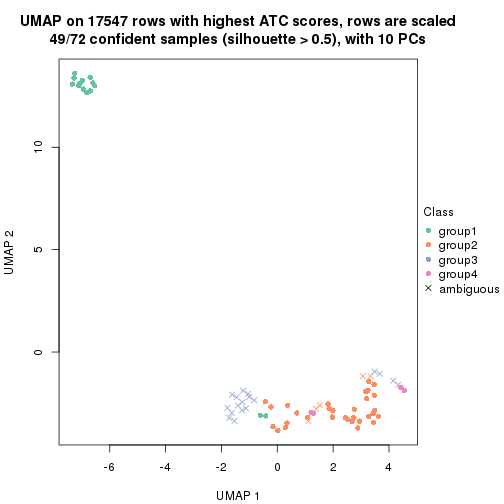 UMAP on 17547 rows with highest ATC scores, rows are scaled
49/72 confident samples (silhouette > 0.5), with 10 PCs
10
5
0
UMAP 2
-6
-4
-2
0
2
4
UMAP 1
Class
group1
group2
group3
group4
ambiguous